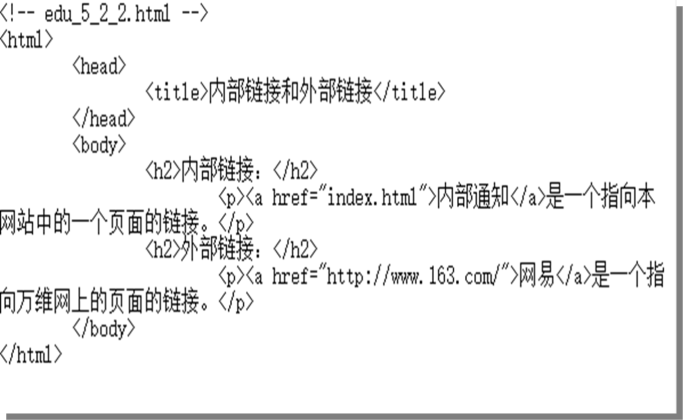 <!-- edu_5_2_2.html -->
<html>
<head>
<title>内部链接和外部链接</title>
</head>
<body>
<h2>内部链接：</h2>
<p><a href="index.html">内部通知</a>是一个指向本
网站中的一个页面的链接。</p>
<h2>外部链接：</h2>
<p><a href="http://www.163.com/">网易</a>是一个指
向万维网上的页面的链接。</p>
</body>
</html>